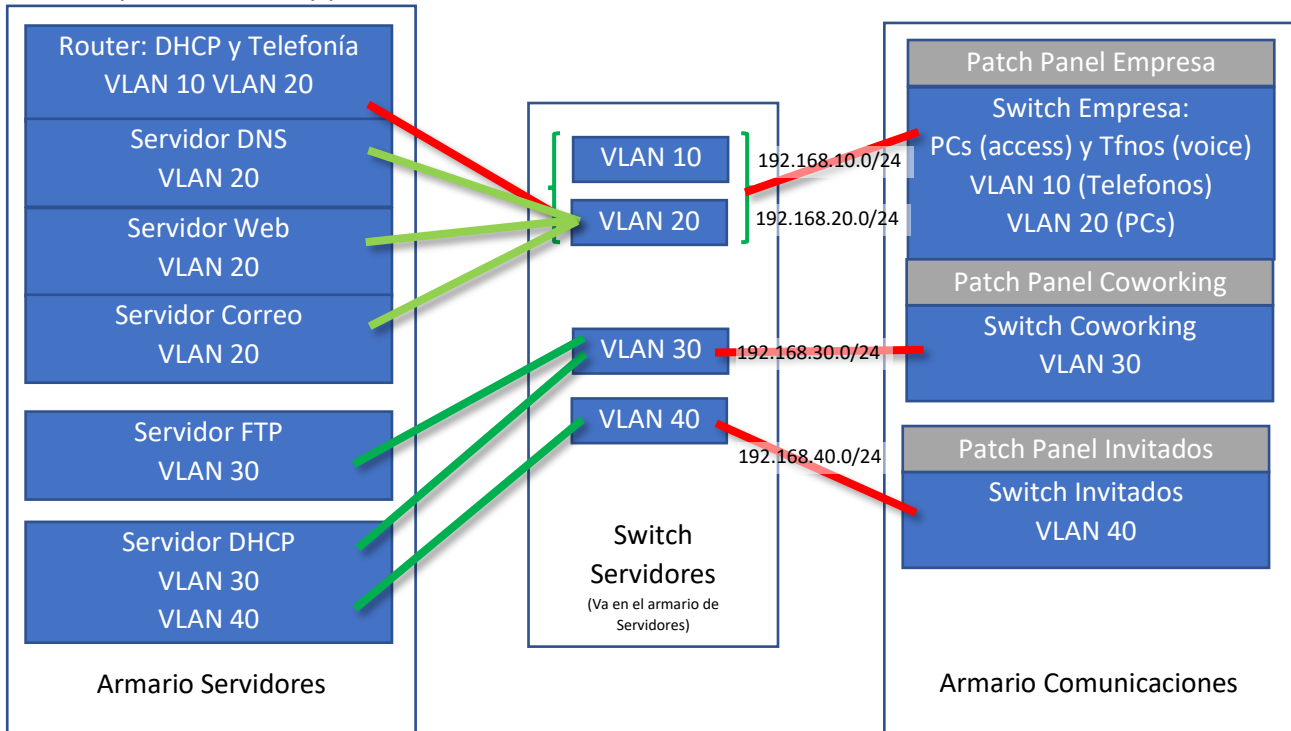 Router: DHCP y Telefonía
VLAN 10 VLAN 20
Servidor DNS
VLAN 20
Servidor Web
VLAN 20
Servidor Correo
VLAN 20
Servidor FTP
VLAN 30
Servidor DHCP
VLAN 30
VLAN 40
Armario Servidores
VLAN 10
VLAN 20
VLAN 30
VLAN 40
Switch
Servidores
(Va en el armario de
Servidores)
192.168.10.0/24
192.168.20.0/24
192.168.30.0/24
192.168.40.0/24
Patch Panel Empresa
Switch Empresa:
PCs (access) y Tfnos (voice)
VLAN 10 (Telefonos)
VLAN 20 (PCs)
Patch Panel Coworking
Switch Coworking
VLAN 30
Patch Panel Invitados
Switch Invitados
VLAN 40
Armario Comunicaciones